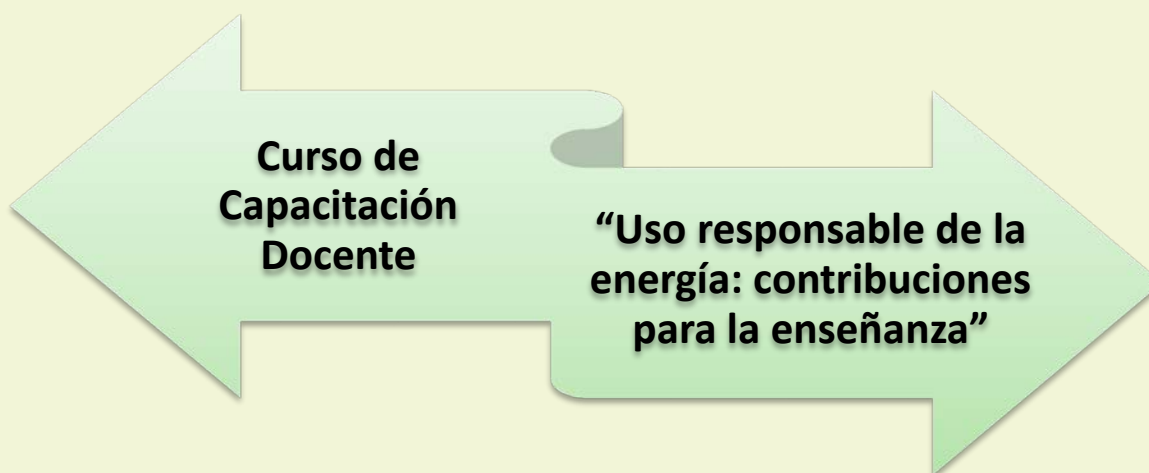 Curso de
Capacitación
Docente
“Uso responsable de la
energía: contribuciones
para la enseñanza”